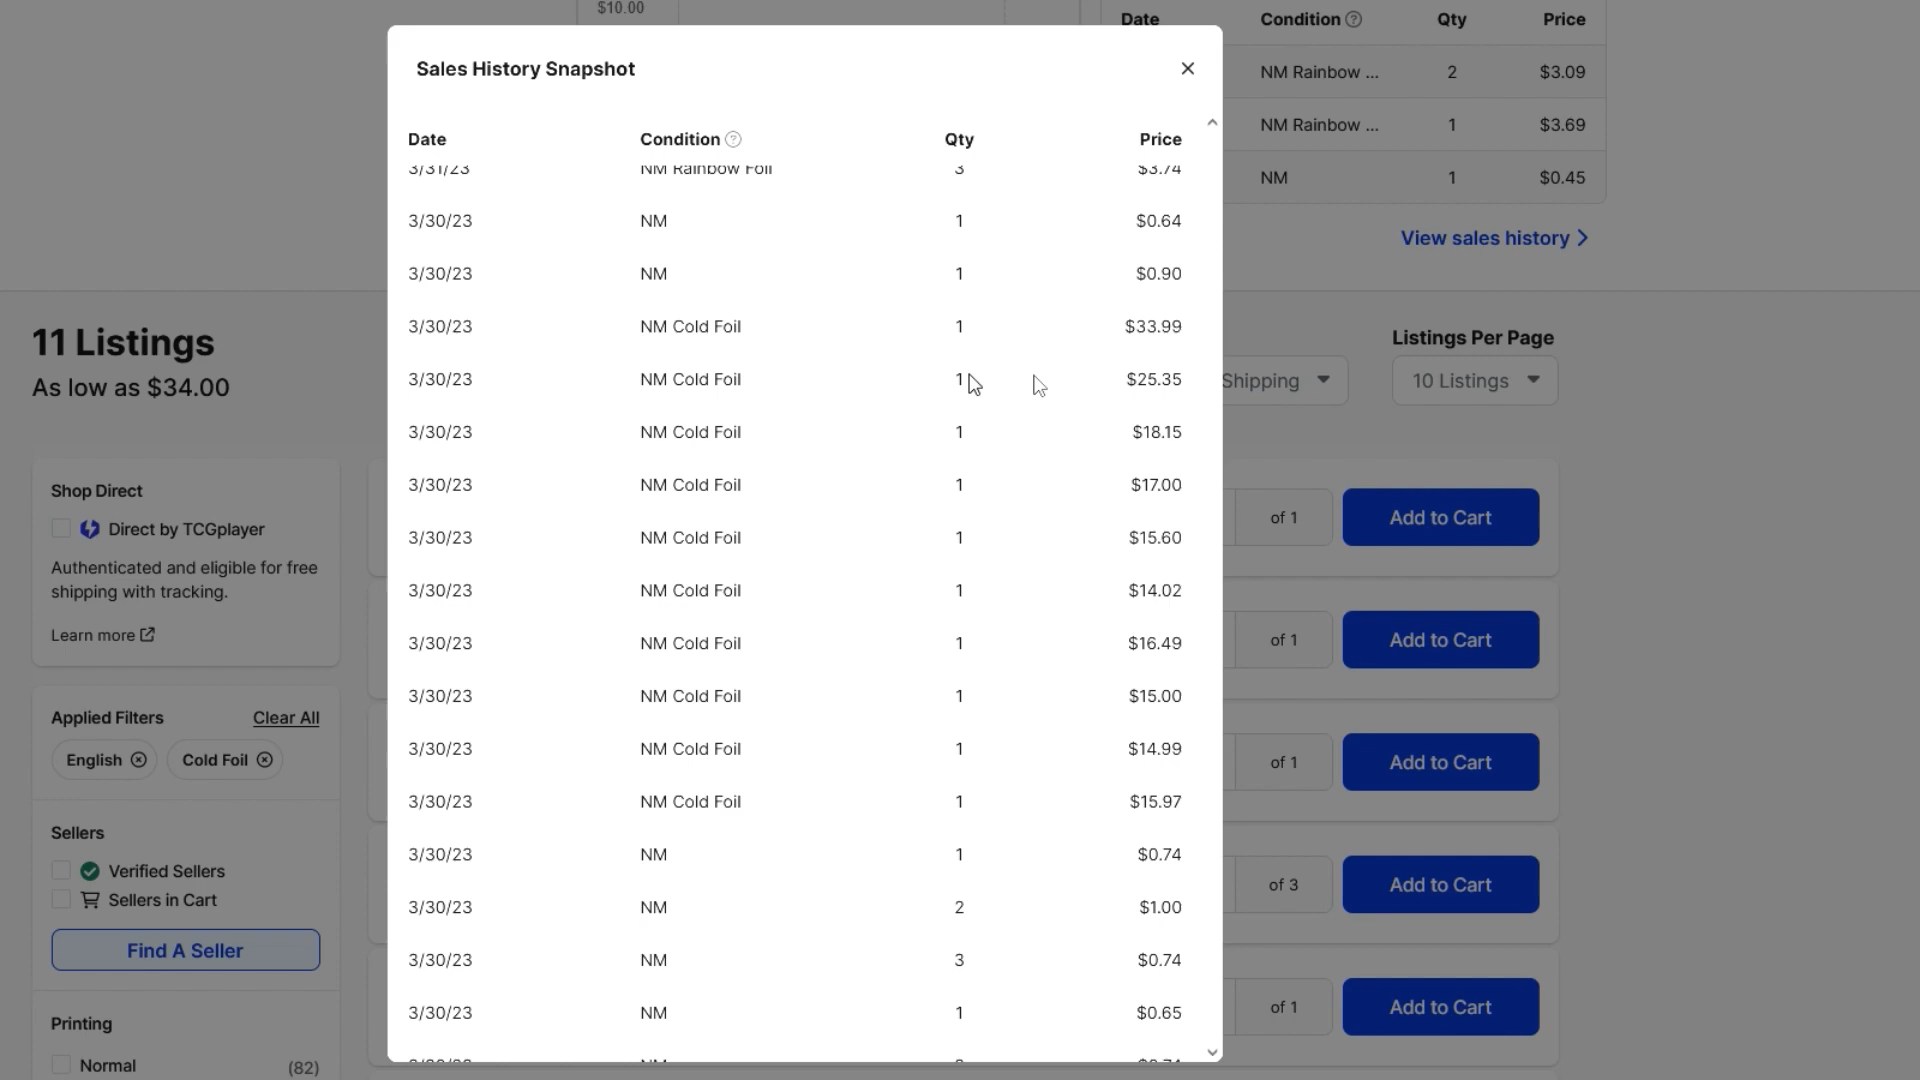 $10.00
Date Condition ? Qty Price
NM Rainbow ... 2 $3.09
NM Rainbow ... 1 $3.69
NM 1 $0.45
View sales history
Sales History Snapshot
Date Condition ? Qty Price
3/31/23 NM Rainbow Foil 3 $3.74
3/30/23 NM 1 $0.64
3/30/23 NM 1 $0.90
3/30/23 NM Cold Foil 1 $33.99
3/30/23 NM Cold Foil 1 $25.35
3/30/23 NM Cold Foil 1 $18.15
3/30/23 NM Cold Foil 1 $17.00
3/30/23 NM Cold Foil 1 $15.60
3/30/23 NM Cold Foil 1 $14.02
3/30/23 NM Cold Foil 1 $16.49
3/30/23 NM Cold Foil 1 $15.00
3/30/23 NM Cold Foil 1 $14.99
3/30/23 NM Cold Foil 1 $15.97
3/30/23 NM 1 $0.74
3/30/23 NM 2 $1.00
3/30/23 NM 3 $0.74
3/30/23 NM 1 $0.65
11 Listings
As low as $34.00
Shipping
Listings Per Page
10 Listings
Shop Direct
Direct by TCGplayer
Authenticated and eligible for free
shipping with tracking.
Learn more
Applied Filters Clear All
English Cold Foil
Sellers
Verified Sellers
Sellers in Cart
Find A Seller
Printing
Normal (82)
of 1 Add to Cart
of 1 Add to Cart
of 1 Add to Cart
of 3 Add to Cart
of 1 Add to Cart